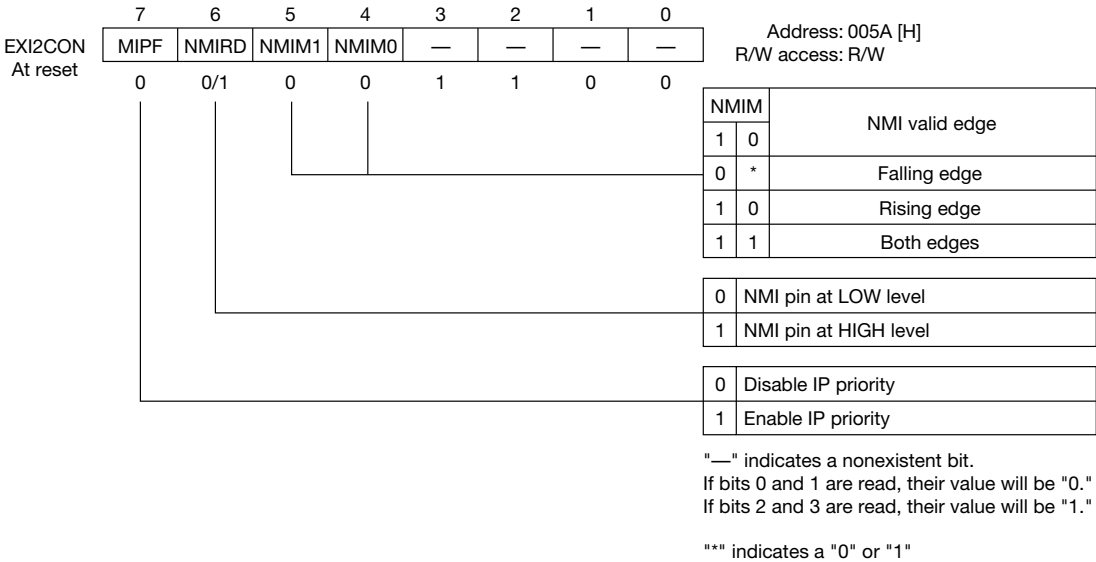 7 6 5 4 3 2 1 0
EXI2CON MIPF NMIRD NMIM1 NMIM0 — — — —
At reset 0 0/1 0 0 1 1 0 0
Address: 005A [H]
R/W access: R/W
NMIM NMI valid edge
1 0
0 * Falling edge
1 0 Rising edge
1 1 Both edges
0 NMI pin at LOW level
1 NMI pin at HIGH level
0 Disable IP priority
1 Enable IP priority
"—" indicates a nonexistent bit.
If bits 0 and 1 are read, their value will be "0."
If bits 2 and 3 are read, their value will be "1."
"*" indicates a "0" or "1"